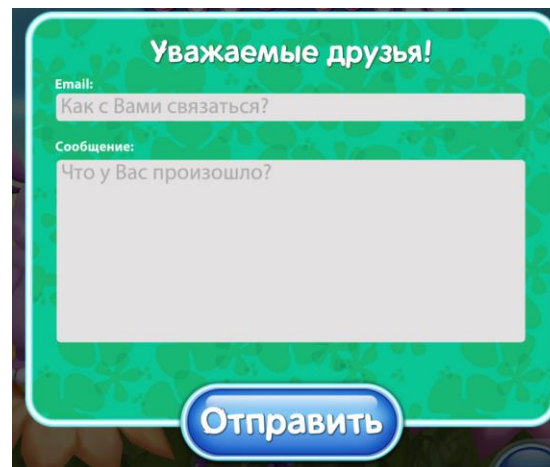 Уважаемые друзья!
Email:
Как с Вами связаться?
Сообщение:
Что у Вас произошло?
Отправить